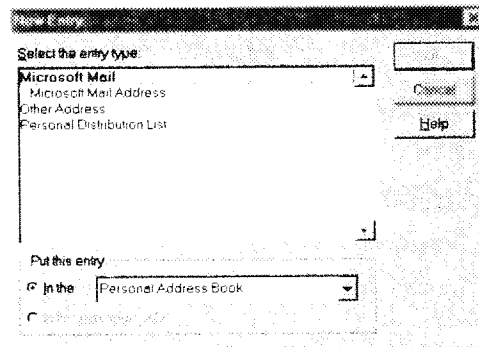 New Entry
Select the entry type:
Microsoft Mail
Microsoft Mail Address
Other Address
Personal Distribution List
Cancel
Help
Put this entry
In the
Personal Address Book